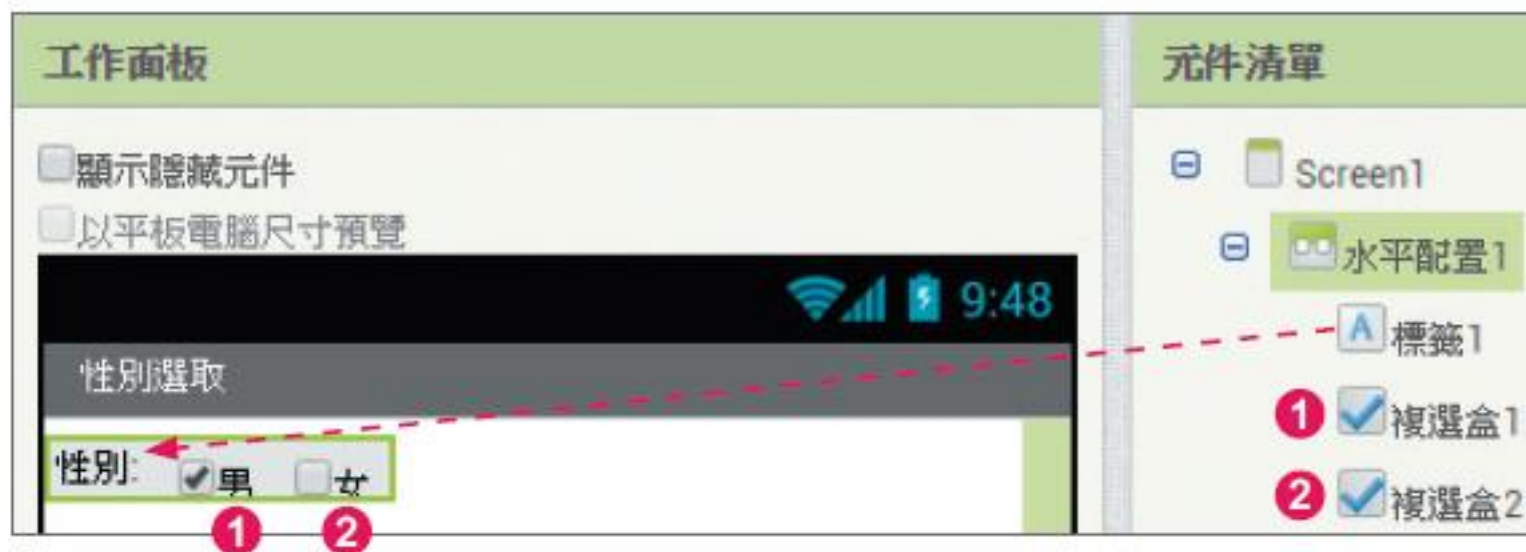 工作面板
元件清單
顯示隱藏元件
以平板電腦尺寸預覽
Screen1
水平配置1
標籤1
1 複選盒1
2 複選盒2
9:48
性別選取
性別: 男 女
1 2